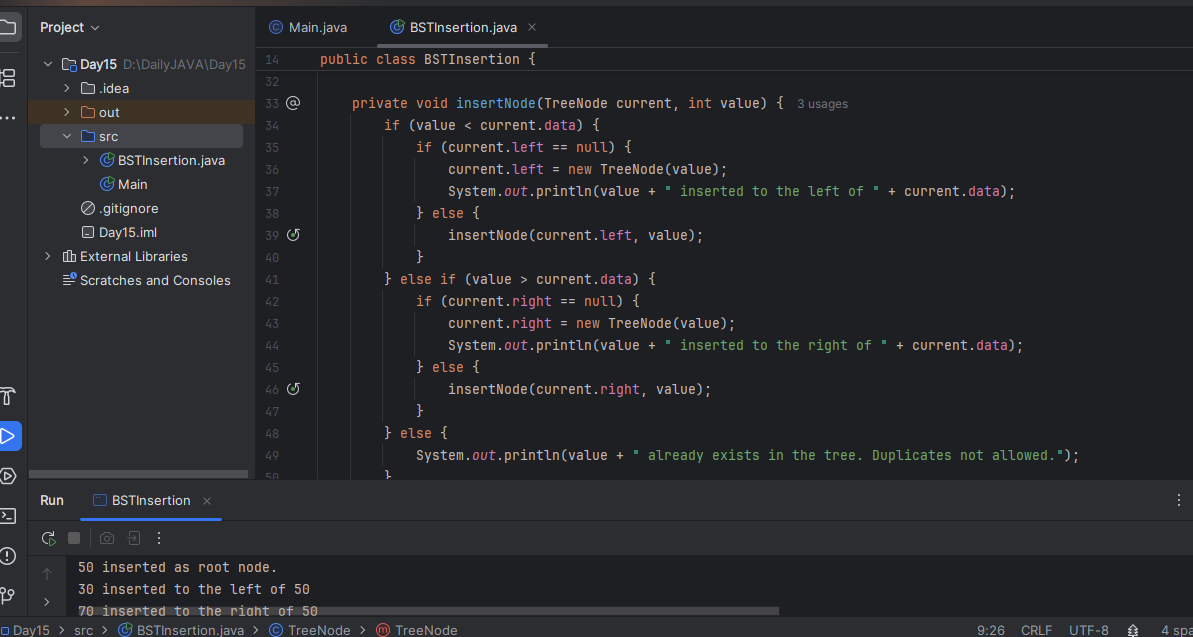 Project
Main.java
BSTInsertion.java
Day15 D:\DailyJAVA\Day15
.idea
out
src
BSTInsertion.java
Main
.gitignore
Day15.iml
External Libraries
Scratches and Consoles
14 public class BSTInsertion {
32
33 @ private void insertNode(TreeNode current, int value) { 3 usages
34 if (value < current.data) {
35 if (current.left == null) {
36 current.left = new TreeNode(value);
37 System.out.println(value + " inserted to the left of " + current.data);
38 } else {
39 insertNode(current.left, value);
40 }
41 } else if (value > current.data) {
42 if (current.right == null) {
43 current.right = new TreeNode(value);
44 System.out.println(value + " inserted to the right of " + current.data);
45 } else {
46 insertNode(current.right, value);
47 }
48 } else {
49 System.out.println(value + " already exists in the tree. Duplicates not allowed.");
50 }
Run BSTInsertion
50 inserted as root node.
30 inserted to the left of 50
70 inserted to the right of 50
Day15 > src > BSTInsertion.java > TreeNode > TreeNode 9:26 CRLF UTF-8 4 spa